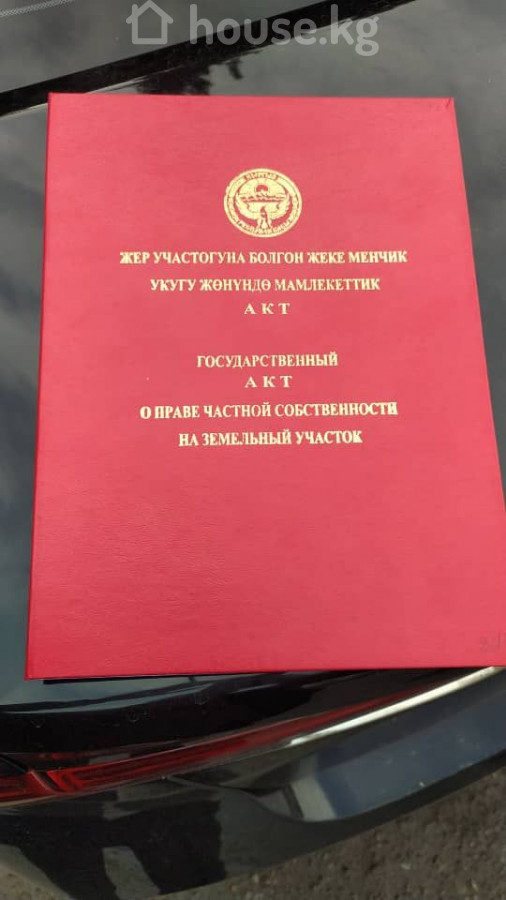 house.kg
ЖЕР УЧАСТОГУНА БОЛГОН ЖЕКЕ МЕНЧИК
УКУГУ ЖӨНҮНДӨ МАМЛЕКЕТТИК
АКТ
ГОСУДАРСТВЕННЫЙ
АКТ
О ПРАВЕ ЧАСТНОЙ СОБСТВЕННОСТИ
НА ЗЕМЕЛЬНЫЙ УЧАСТОК